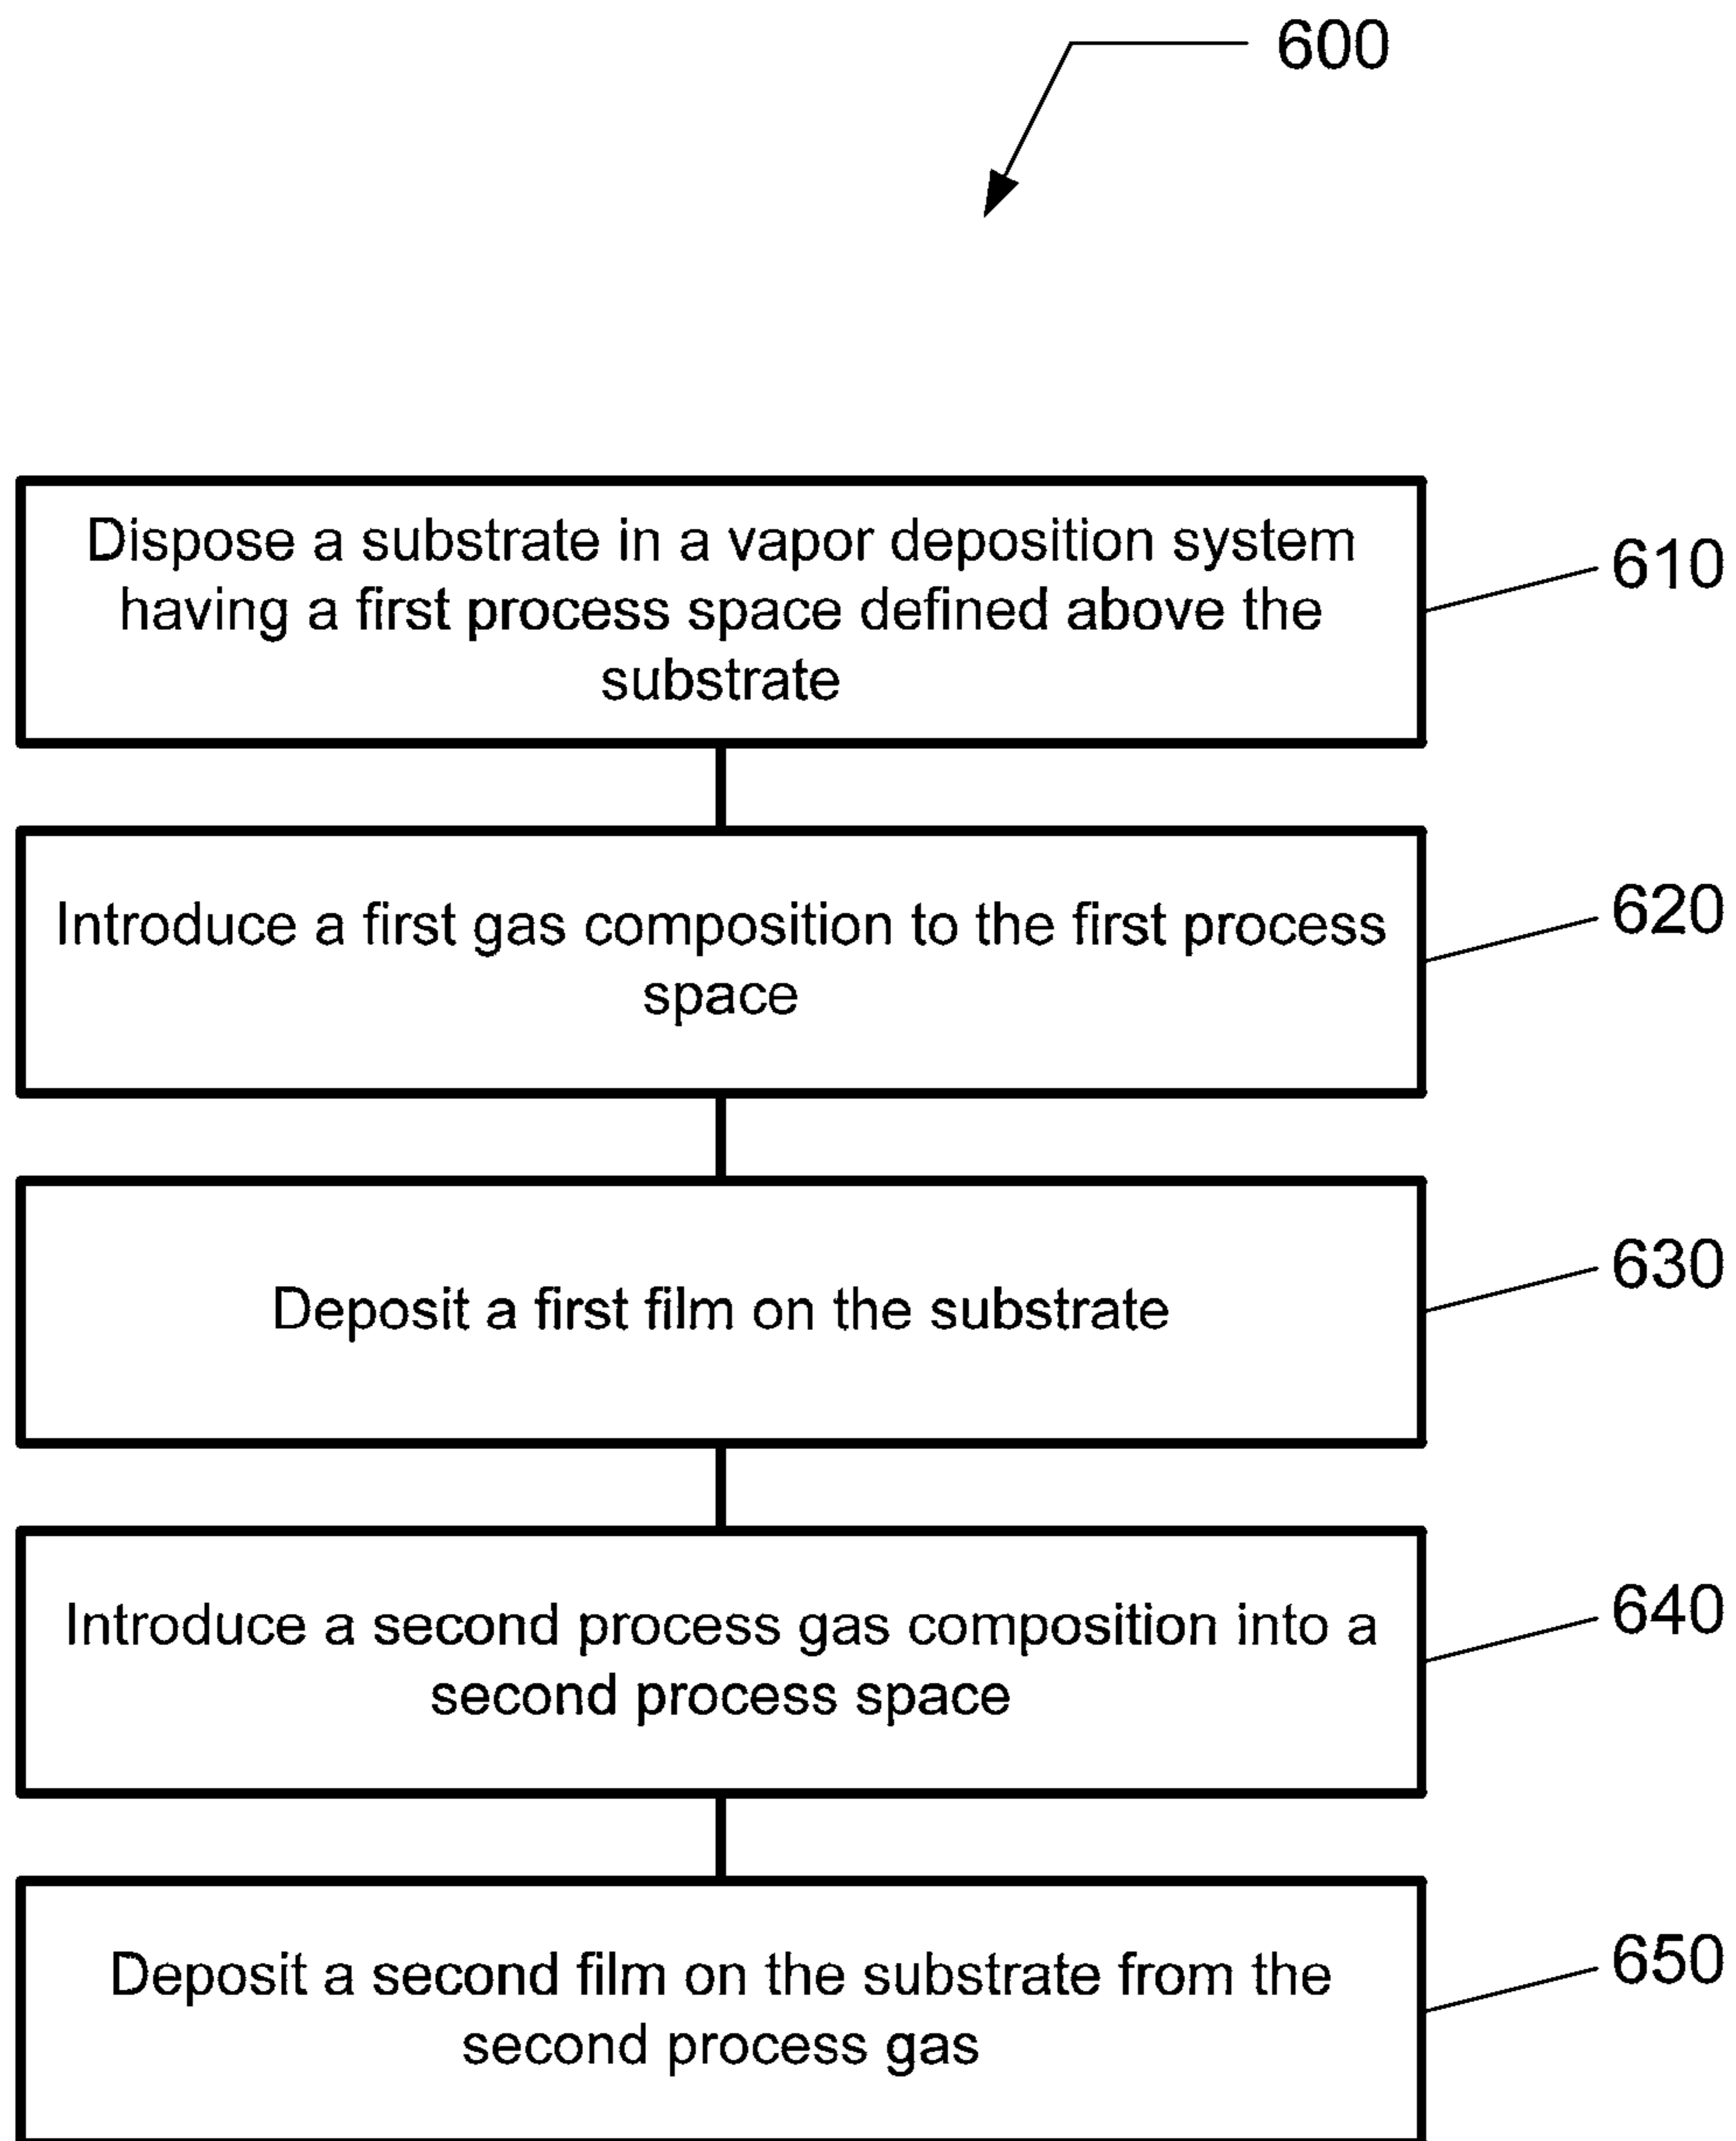 600
Dispose a substrate in a vapor deposition system
having a first process space defined above the
substrate
610
Introduce a first gas composition to the first process
space
620
Deposit a first film on the substrate
630
Introduce a second process gas composition into a
second process space
640
Deposit a second film on the substrate from the
second process gas
650